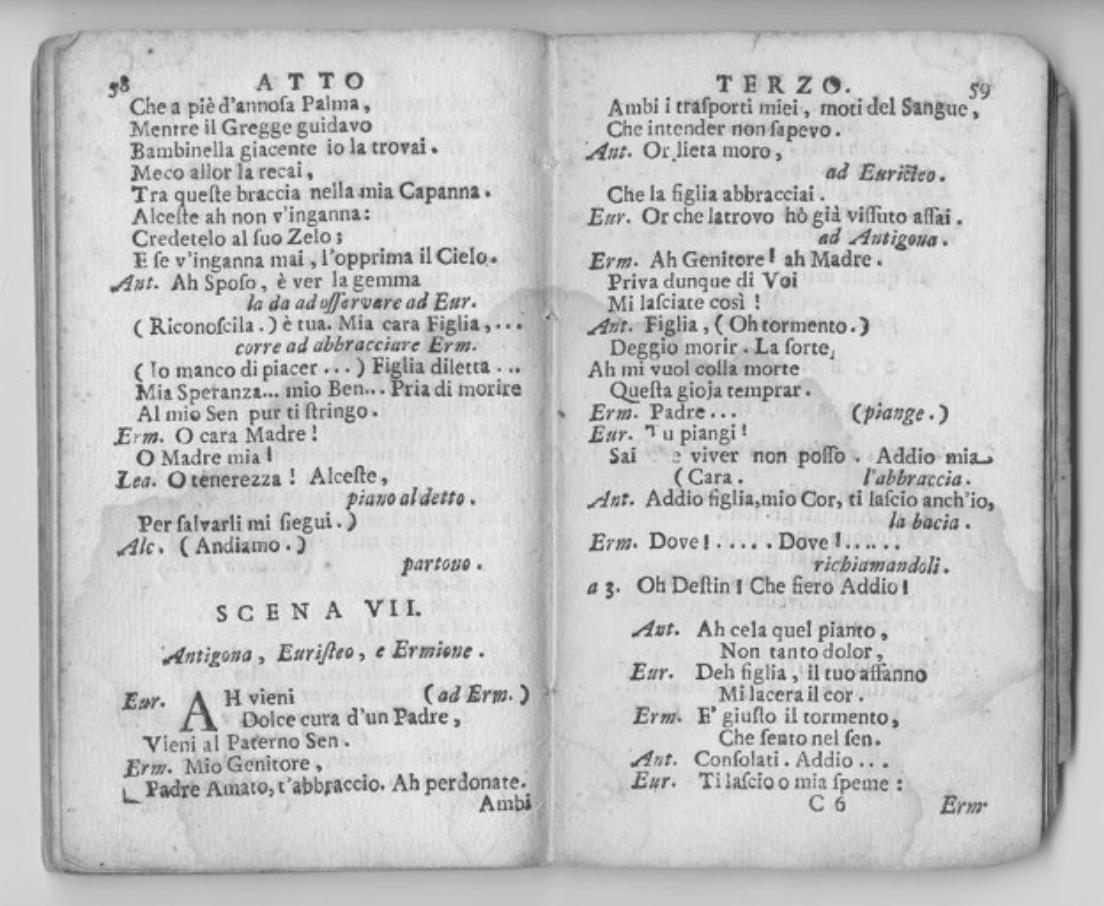 58 ATTO
Che a piè d'annoſa Palma,
Mentre il Gregge guidavo
Bambinella giacente io la trovai.
Meco allor la recai,
Tra queſte braccia nella mia Capanna.
Alceſte ah non v'inganna:
Credetelo al ſuo Zelo;
E ſe v'inganna mai, l'opprima il Cielo.
Ant. Ah Spoſo, è ver la gemma
la da ad oſſervare ad Eur.
(Riconoſcila.) è tua. Mia cara Figlia,...
corre ad abbracciare Erm.
(Io manco di piacer...) Figlia diletta...
Mia Speranza... mio Ben... Pria di morire
Al mio Sen pur ti ſtringo.
Erm. O cara Madre!
O Madre mia!
Lea. O tenerezza! Alceſte,
piano al detto.
Per ſalvarli mi ſiegui.)
Alc. (Andiamo.)
partono.
SCENA VII.
Antigona, Euriſteo, e Ermione.
Eur. AH vieni (ad Erm.)
Dolce cura d'un Padre,
Vieni al Paterno Sen.
Erm. Mio Genitore,
Padre Amato, t'abbraccio. Ah perdonate.
Ambi
TERZO. 59
Ambi i traſporti miei, moti del Sangue,
Che intender non ſapevo.
Ant. Or lieta moro,
ad Euriſteo.
Che la figlia abbracciai.
Eur. Or che latrovo hò già viſſuto aſſai.
ad Antigona.
Erm. Ah Genitore! ah Madre.
Priva dunque di Voi
Mi laſciate così!
Ant. Figlia, (Oh tormento.)
Deggio morir. La ſorte,
Ah mi vuol colla morte
Queſta gioja temprar.
Erm. Padre... (piange.)
Eur. Tu piangi!
Sai viver non poſſo. Addio mia
(Cara. l'abbraccia.
Ant. Addio figlia, mio Cor, ti laſcio anch'io,
la bacia.
Erm. Dove!..... Dove!......
richiamandoli.
a 3. Oh Deſtin! Che fiero Addio!
Ant. Ah cela quel pianto,
Non tanto dolor,
Eur. Deh figlia, il tuo affanno
Mi lacera il cor.
Erm. E' giuſto il tormento,
Che ſento nel ſen.
Ant. Conſolati. Addio...
Eur. Ti laſcio o mia ſpeme:
C 6 Erm